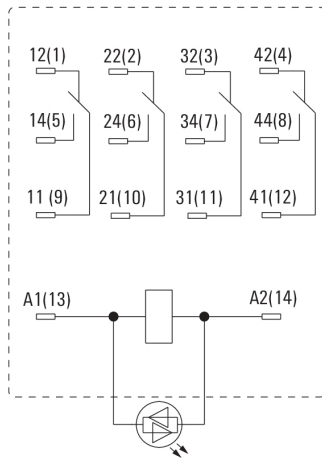 12(1) 22(2) 32(3) 42(4)
14(5) 24(6) 34(7) 44(8)
11 (9) 21(10) 31(11) 41(12)
A1(13) A2(14)